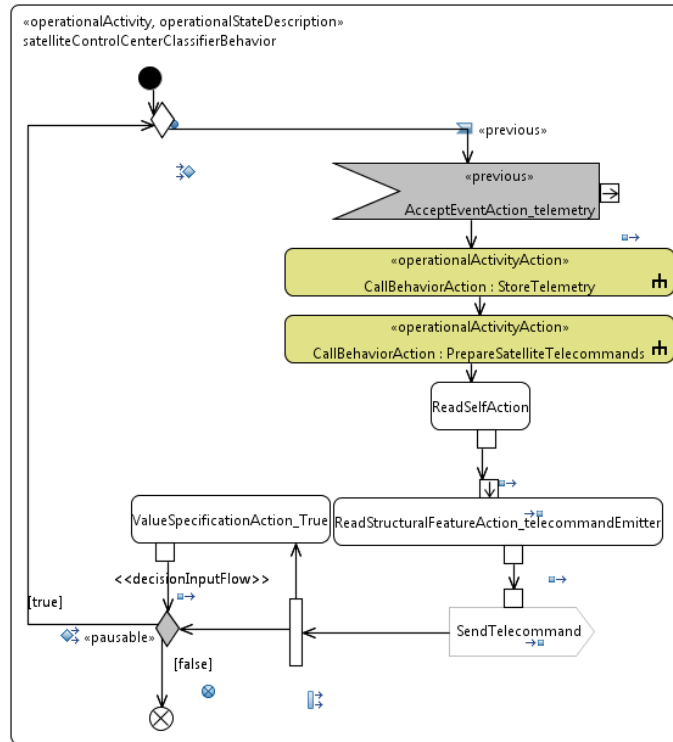 «operationalActivity, operationalStateDescription»
satelliteControlCenterClassifierBehavior
«previous»
«previous»
AcceptEventAction_telemetry
«operationalActivityAction»
CallBehaviorAction : StoreTelemetry
«operationalActivityAction»
CallBehaviorAction : PrepareSatelliteTelecommands
ReadSelfAction
ValueSpecificationAction_True
ReadStructuralFeatureAction_telecommandEmitter
<<decisionInputFlow>>
[true]
«pausable»
SendTelecommand
[false]